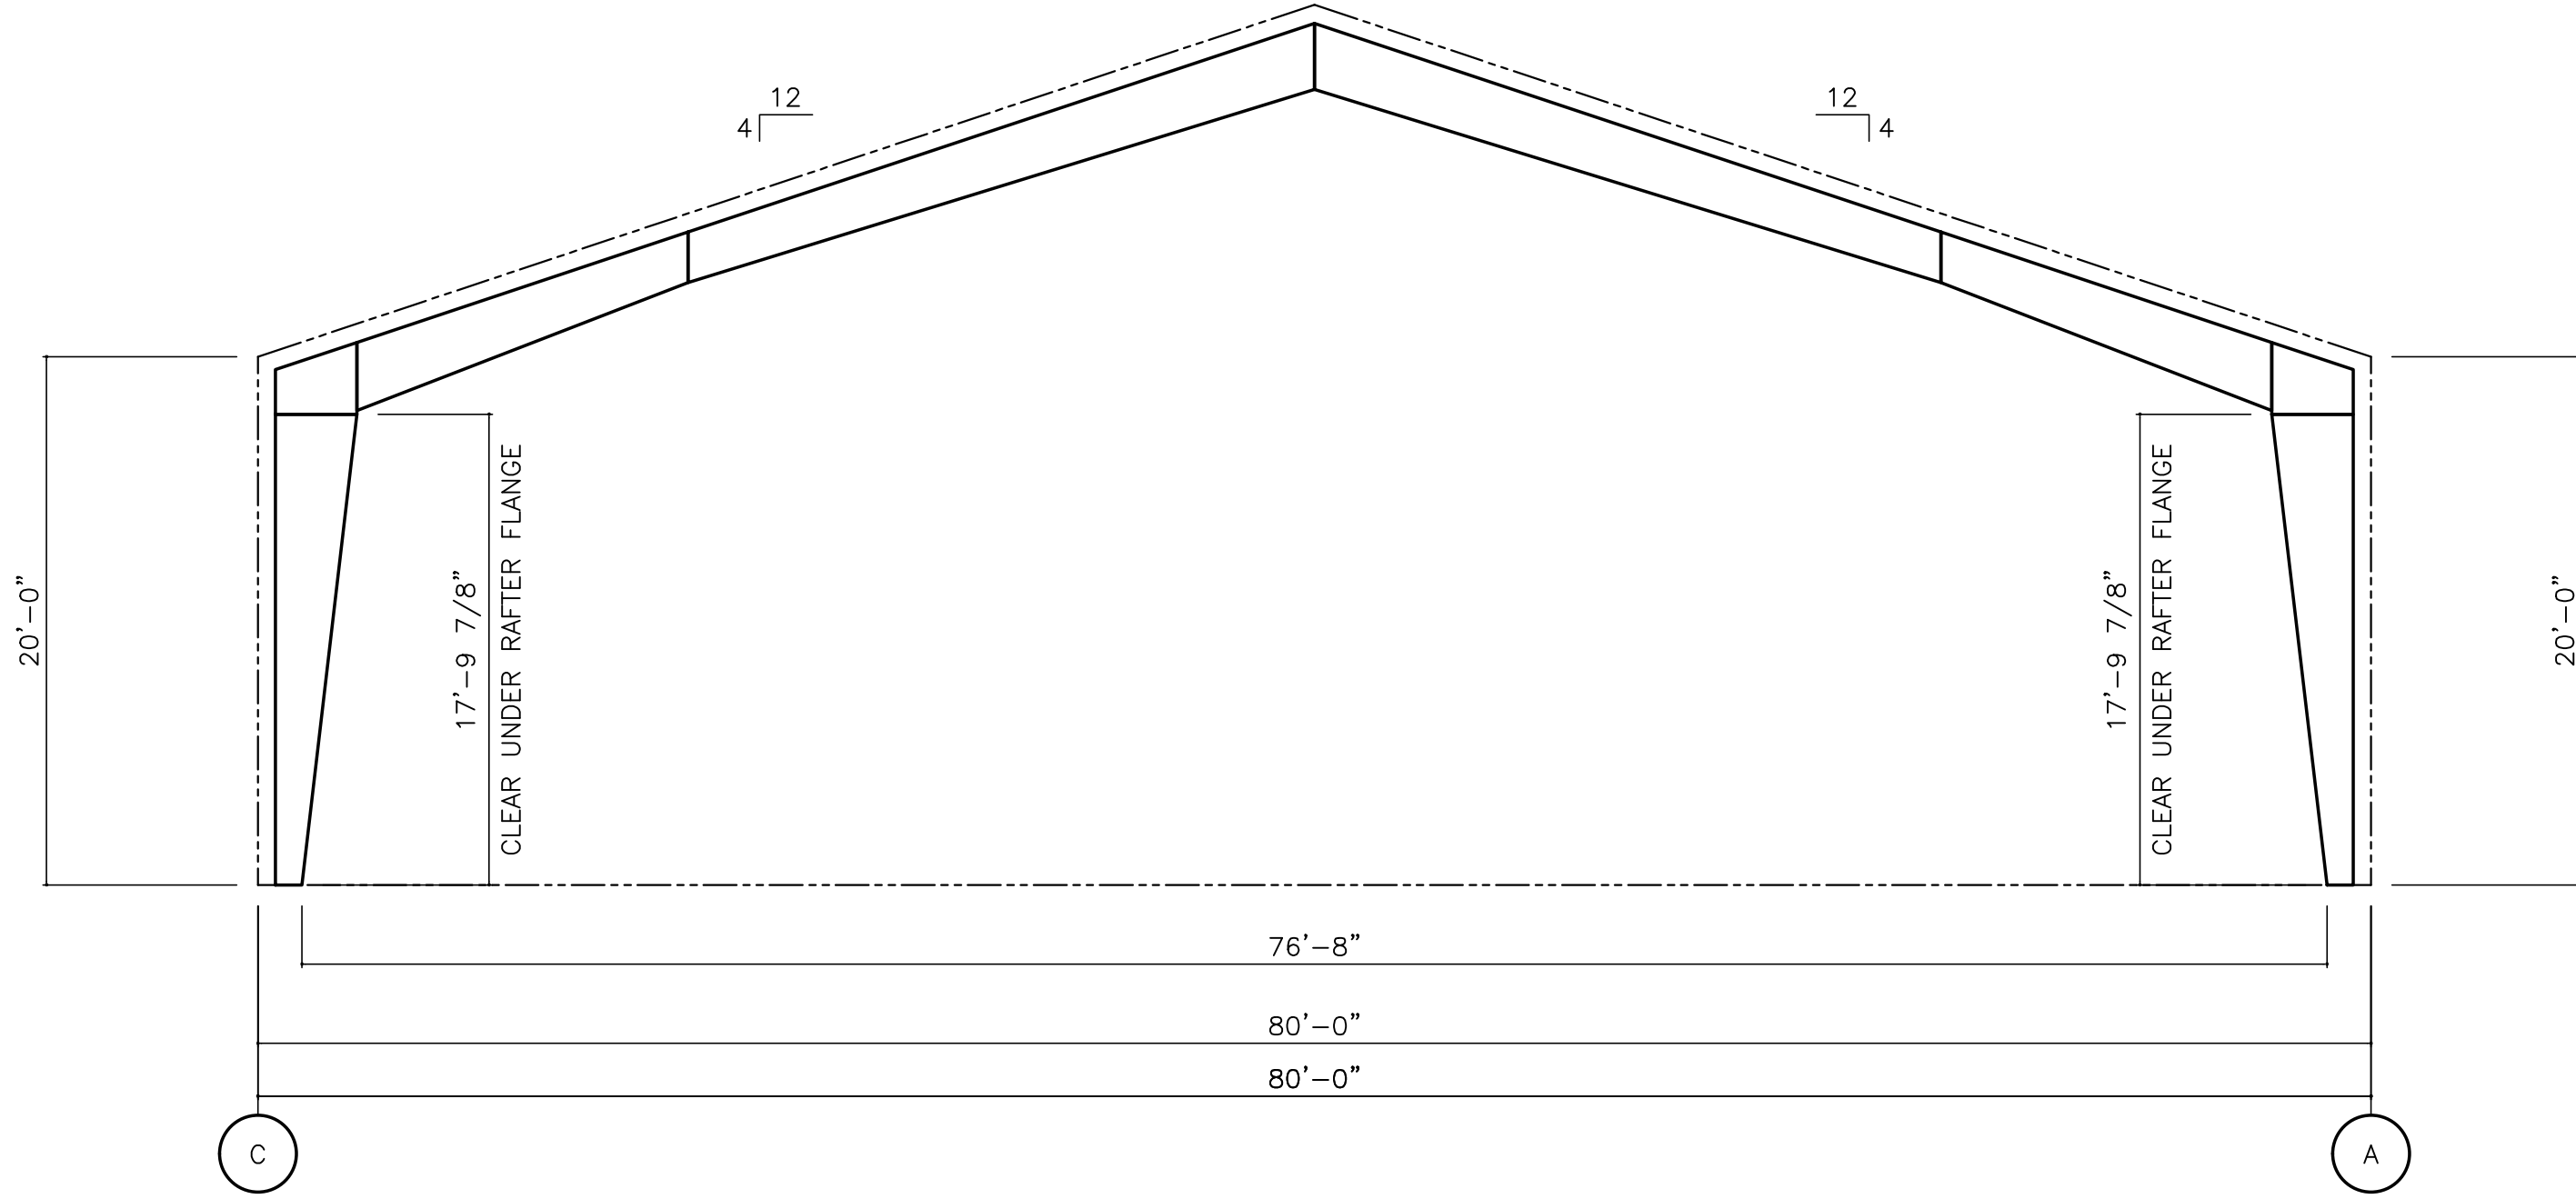 12
4
12
4
20'-0"
17'-9 7/8"
CLEAR UNDER RAFTER FLANGE
17'-9 7/8"
CLEAR UNDER RAFTER FLANGE
20'-0"
76'-8"
80'-0"
80'-0"
C
A